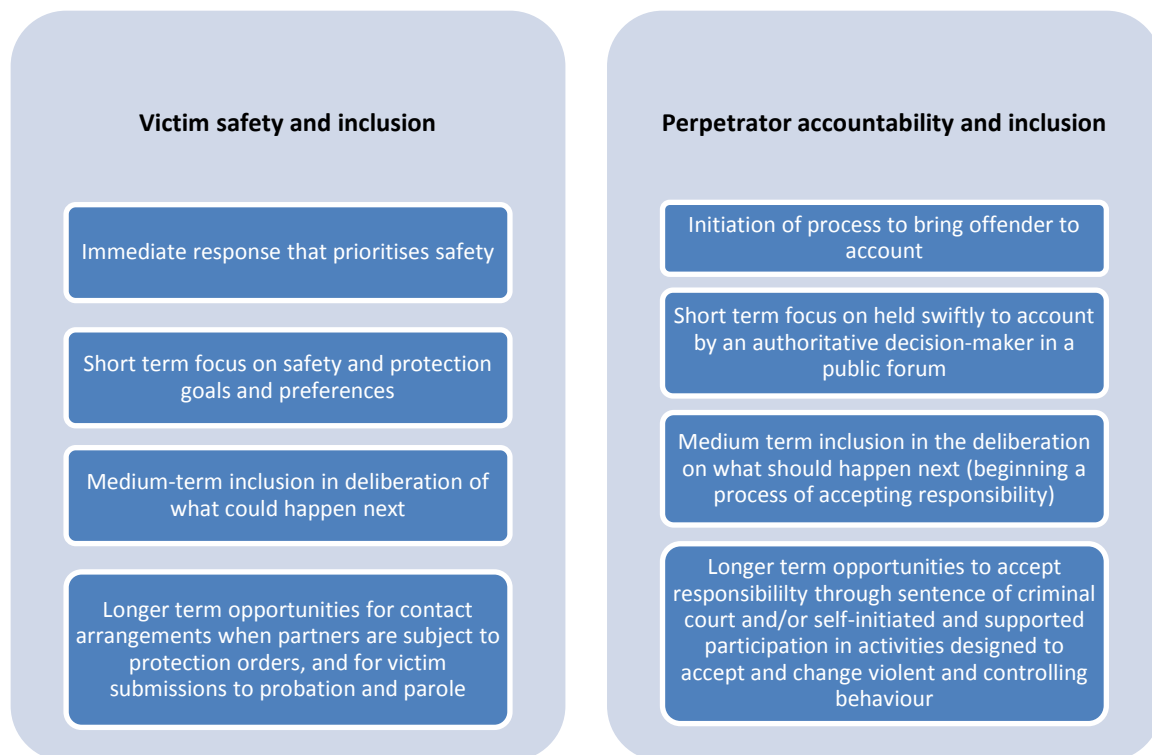 Victim safety and inclusion
Immediate response that prioritises safety
Short term focus on safety and protection
goals and preferences
Medium-term inclusion in deliberation of
what could happen next
Longer term opportunities for contact
arrangements when partners are subject to
protection orders, and for victim
submissions to probation and parole
Perpetrator accountability and inclusion
Initiation of process to bring offender to
account
Short term focus on held swiftly to account
by an authoritative decision-maker in a
public forum
Medium term inclusion in the deliberation
on what should happen next (beginning a
process of accepting responsibility)
Longer term opportunities to accept
responsibililty through sentence of criminal
court and/or self-initiated and supported
participation in activities designed to
accept and change violent and controlling
behaviour